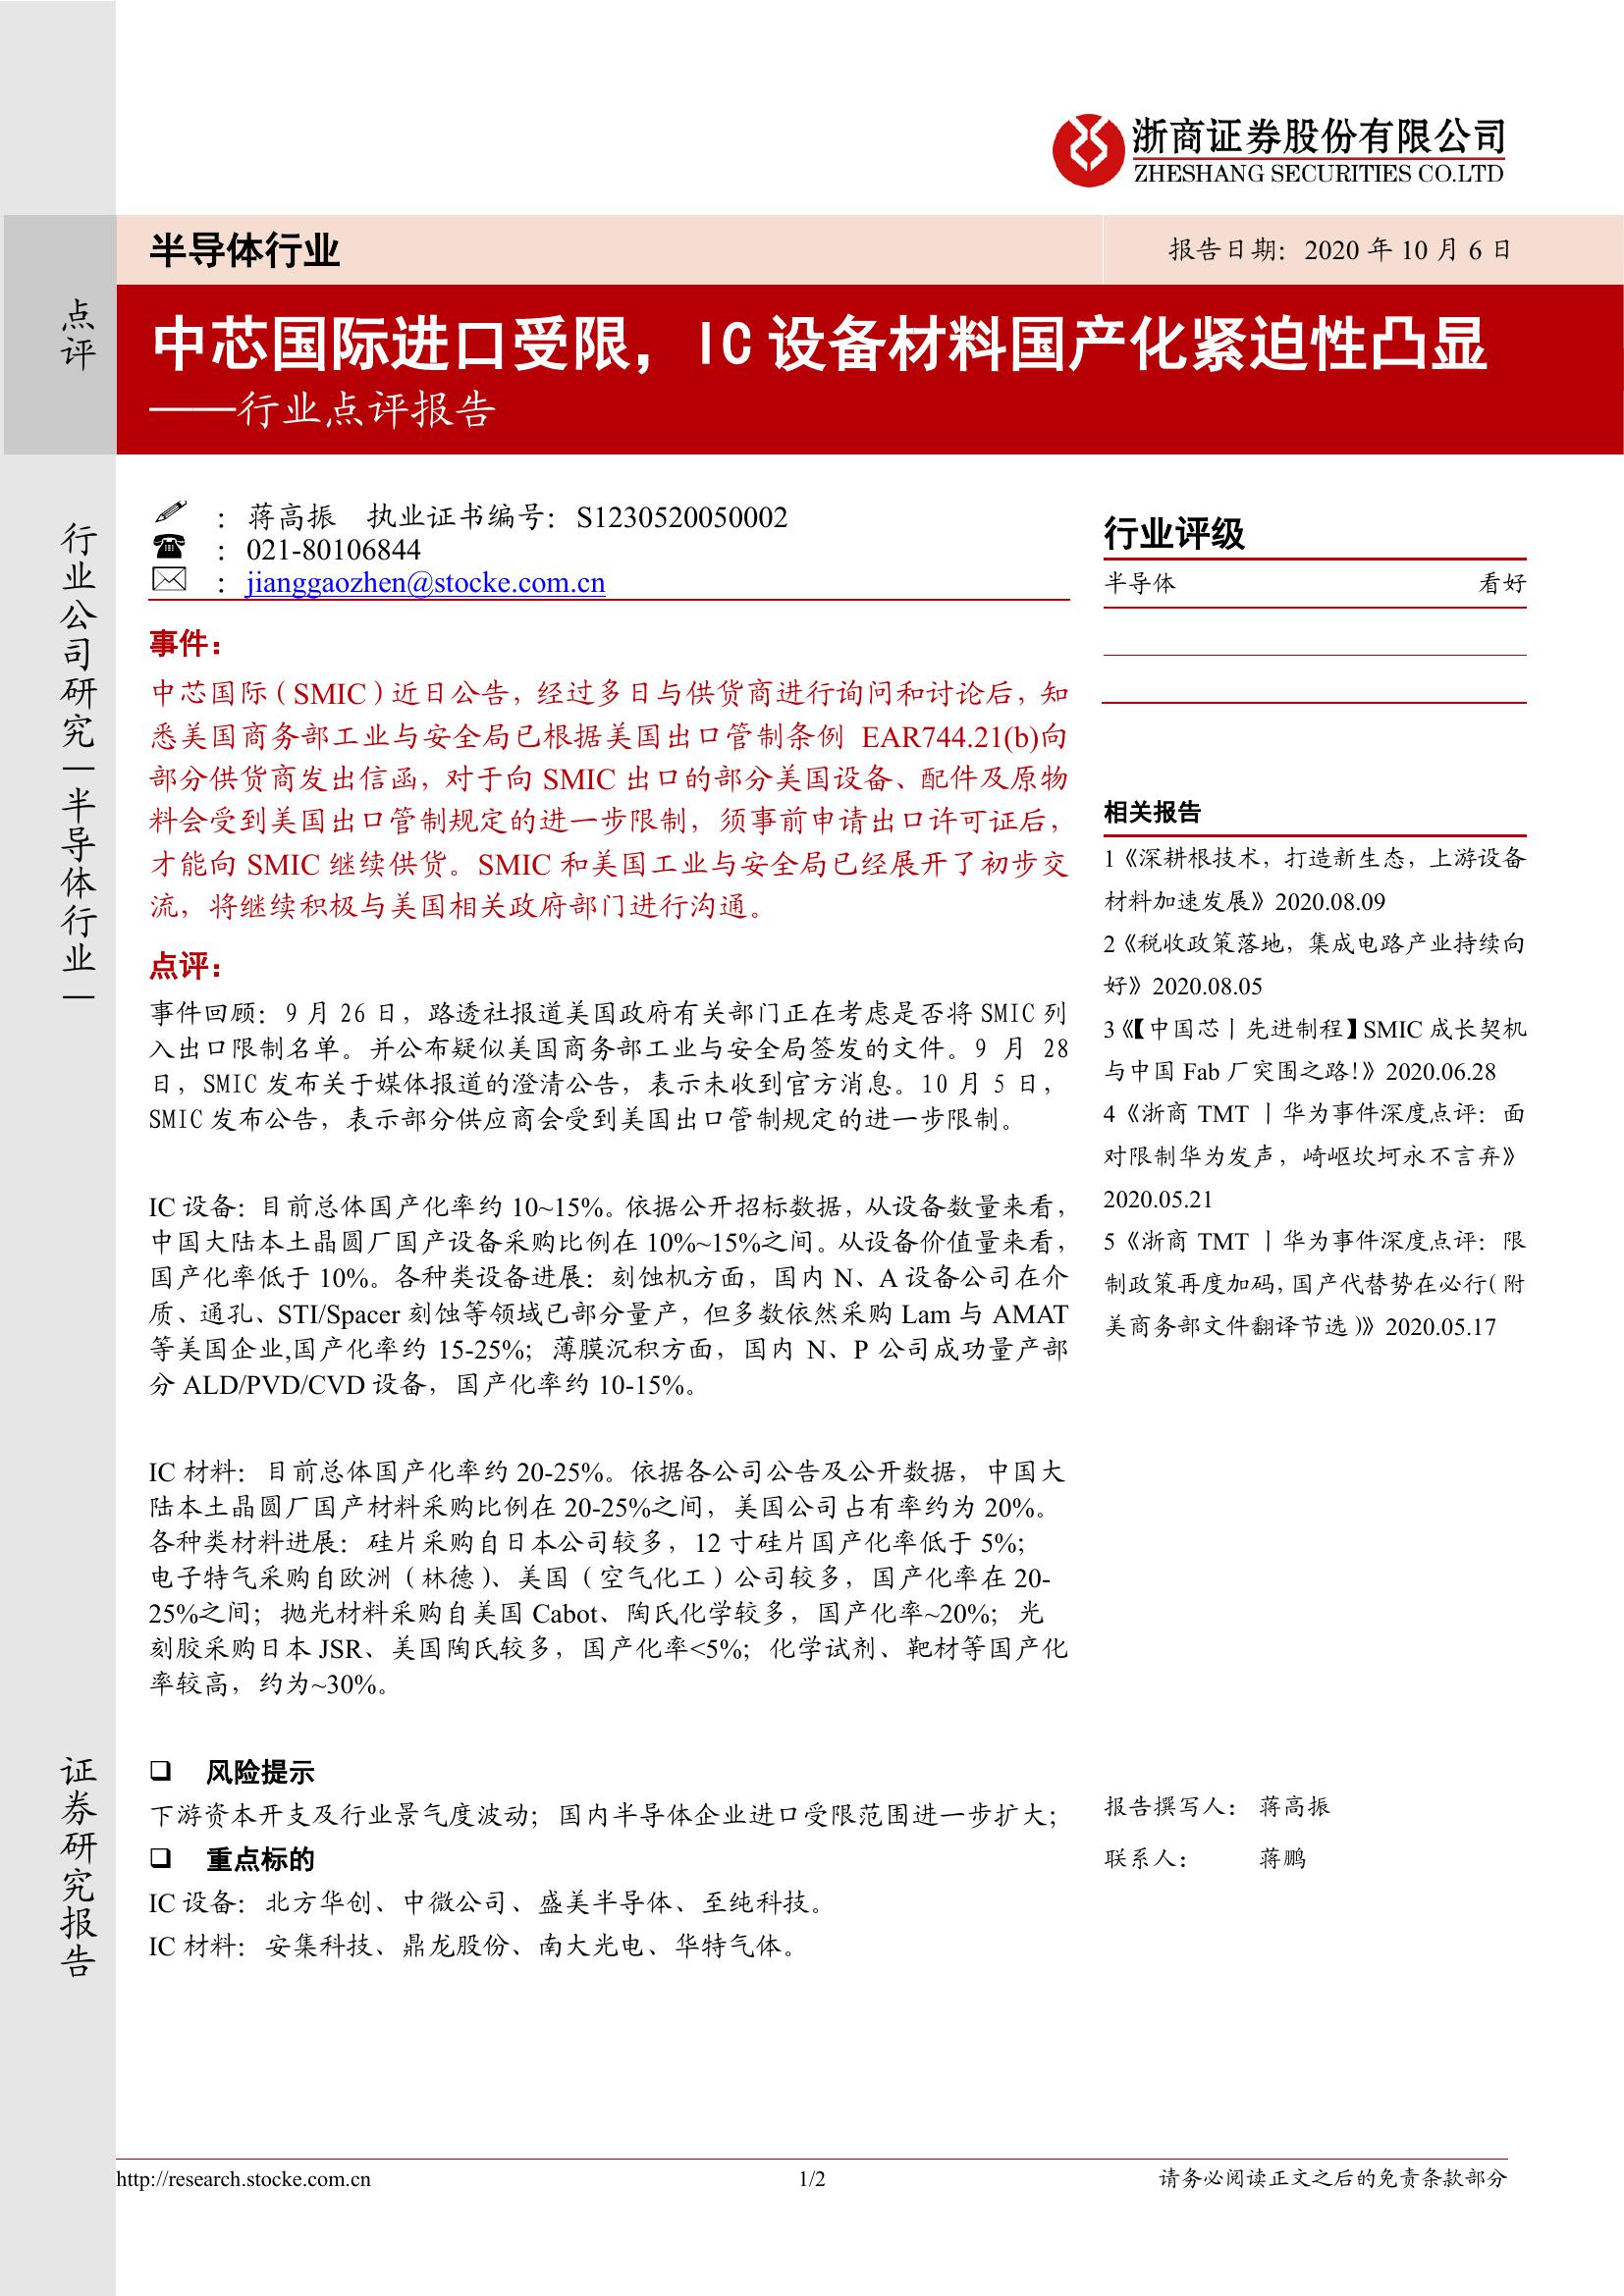 浙商证券股份有限公司
ZHESHANG SECURITIES CO.LTD
半导体行业
报告日期：2020 年 10 月 6 日
点评
中芯国际进口受限，IC 设备材料国产化紧迫性凸显
——行业点评报告
行业公司研究|半导体行业|
证券研究报告
：蒋高振 执业证书编号：S1230520050002
：021-80106844
：jianggaozhen@stocke.com.cn
事件：
中芯国际（SMIC）近日公告，经过多日与供货商进行询问和讨论后，知
悉美国商务部工业与安全局已根据美国出口管制条例 EAR744.21(b)向
部分供货商发出信函，对于向 SMIC 出口的部分美国设备、配件及原物
料会受到美国出口管制规定的进一步限制，须事前申请出口许可证后，
才能向 SMIC 继续供货。SMIC 和美国工业与安全局已经展开了初步交
流，将继续积极与美国相关政府部门进行沟通。
点评：
事件回顾：9 月 26 日，路透社报道美国政府有关部门正在考虑是否将 SMIC 列
入出口限制名单。并公布疑似美国商务部工业与安全局签发的文件。9 月 28
日，SMIC 发布关于媒体报道的澄清公告，表示未收到官方消息。10 月 5 日，
SMIC 发布公告，表示部分供应商会受到美国出口管制规定的进一步限制。
IC 设备：目前总体国产化率约 10~15%。依据公开招标数据，从设备数量来看，
中国大陆本土晶圆厂国产设备采购比例在 10%~15%之间。从设备价值量来看，
国产化率低于 10%。各种类设备进展：刻蚀机方面，国内 N、A 设备公司在介
质、通孔、STI/Spacer 刻蚀等领域已部分量产，但多数依然采购 Lam 与 AMAT
等美国企业,国产化率约 15-25%；薄膜沉积方面，国内 N、P 公司成功量产部
分 ALD/PVD/CVD 设备，国产化率约 10-15%。
IC 材料：目前总体国产化率约 20-25%。依据各公司公告及公开数据，中国大
陆本土晶圆厂国产材料采购比例在 20-25%之间，美国公司占有率约为 20%。
各种类材料进展：硅片采购自日本公司较多，12 寸硅片国产化率低于 5%；
电子特气采购自欧洲（林德）、美国（空气化工）公司较多，国产化率在 20-
25%之间；抛光材料采购自美国 Cabot、陶氏化学较多，国产化率~20%；光
刻胶采购日本 JSR、美国陶氏较多，国产化率<5%；化学试剂、靶材等国产化
率较高，约为~30%。
❑ 风险提示
下游资本开支及行业景气度波动；国内半导体企业进口受限范围进一步扩大；
❑ 重点标的
IC 设备：北方华创、中微公司、盛美半导体、至纯科技。
IC 材料：安集科技、鼎龙股份、南大光电、华特气体。
行业评级
半导体 看好
相关报告
1《深耕根技术，打造新生态，上游设备
材料加速发展》2020.08.09
2《税收政策落地，集成电路产业持续向
好》2020.08.05
3《【中国芯丨先进制程】SMIC 成长契机
与中国 Fab 厂突围之路！》2020.06.28
4《浙商 TMT 丨华为事件深度点评：面
对限制华为发声，崎岖坎坷永不言弃》
2020.05.21
5《浙商 TMT 丨华为事件深度点评：限
制政策再度加码，国产代替势在必行（附
美商务部文件翻译节选）》2020.05.17
报告撰写人：蒋高振
联系人：蒋鹏
http://research.stocke.com.cn
1/2
请务必阅读正文之后的免责条款部分